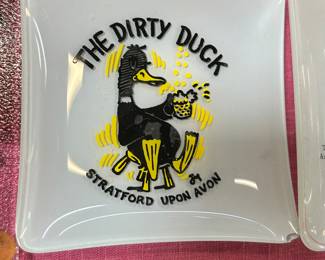 THE DIRTY DUCK
STRATFORD UPON AVON